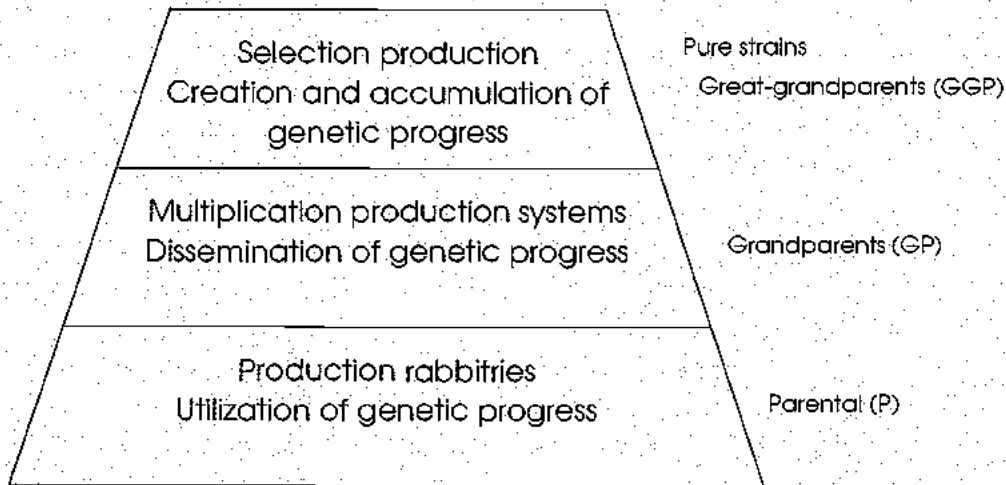 Selection production
Creation and accumulation of
genetic progress
Pure strains
Great-grandparents (GGP)
Multiplication production systems
Dissemination of genetic progress
Grandparents (GP)
Production rabbitries
Utilization of genetic progress
Parental (P)